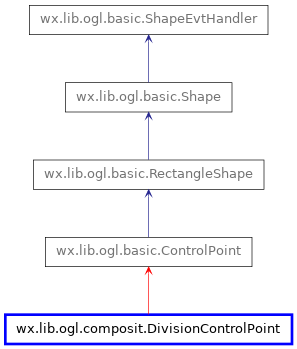 wx.lib.ogl.basic.ShapeEvtHandler
wx.lib.ogl.basic.Shape
wx.lib.ogl.basic.RectangleShape
wx.lib.ogl.basic.ControlPoint
wx.lib.ogl.composit.DivisionControlPoint